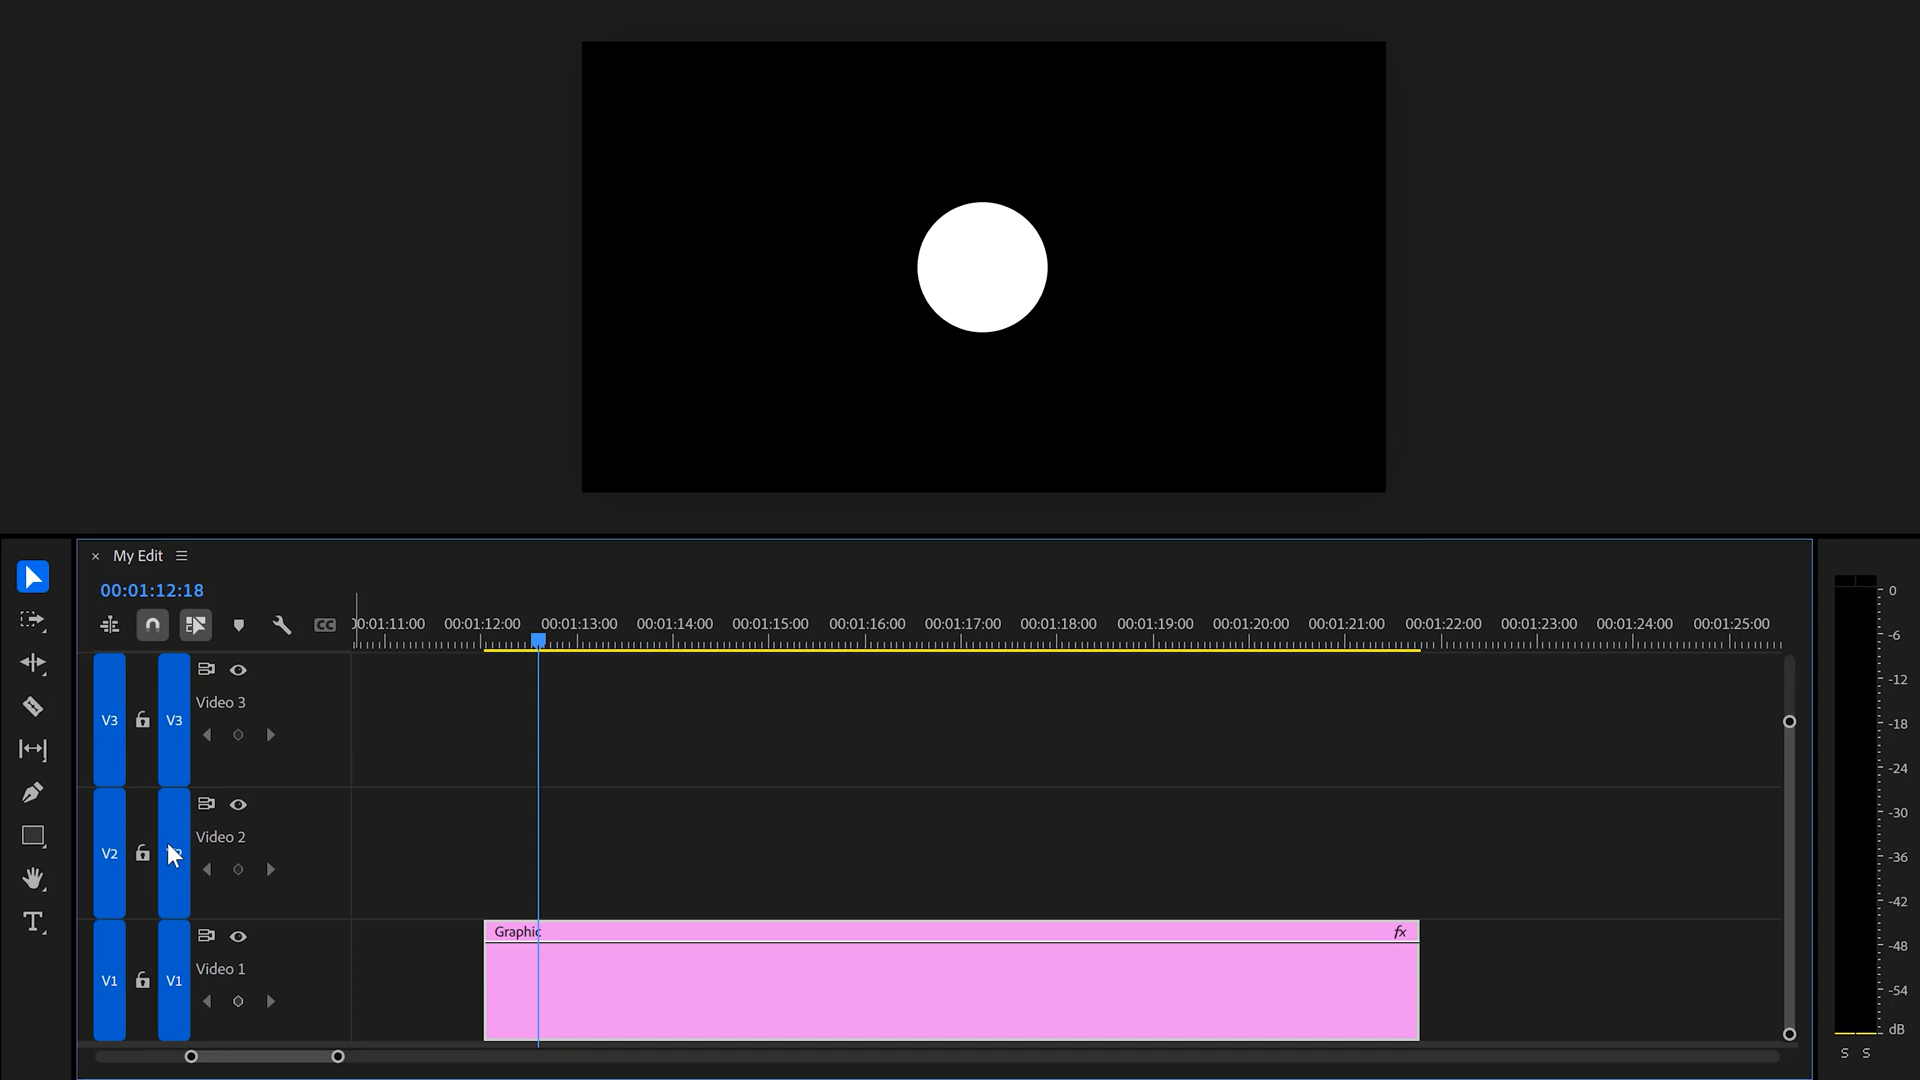 × My Edit
00:01:12:18
CC
00:01:11:00 00:01:12:00 00:01:13:00 00:01:14:00 00:01:15:00 00:01:16:00 00:01:17:00 00:01:18:00 00:01:19:00 00:01:20:00 00:01:21:00 00:01:22:00 00:01:23:00 00:01:24:00 00:01:25:00
V3 V3 Video 3
V2 Video 2
V1 V1 Video 1
Graphic fx
T
0
-6
-12
-18
-24
-30
-36
-42
-48
-54
dB
S S